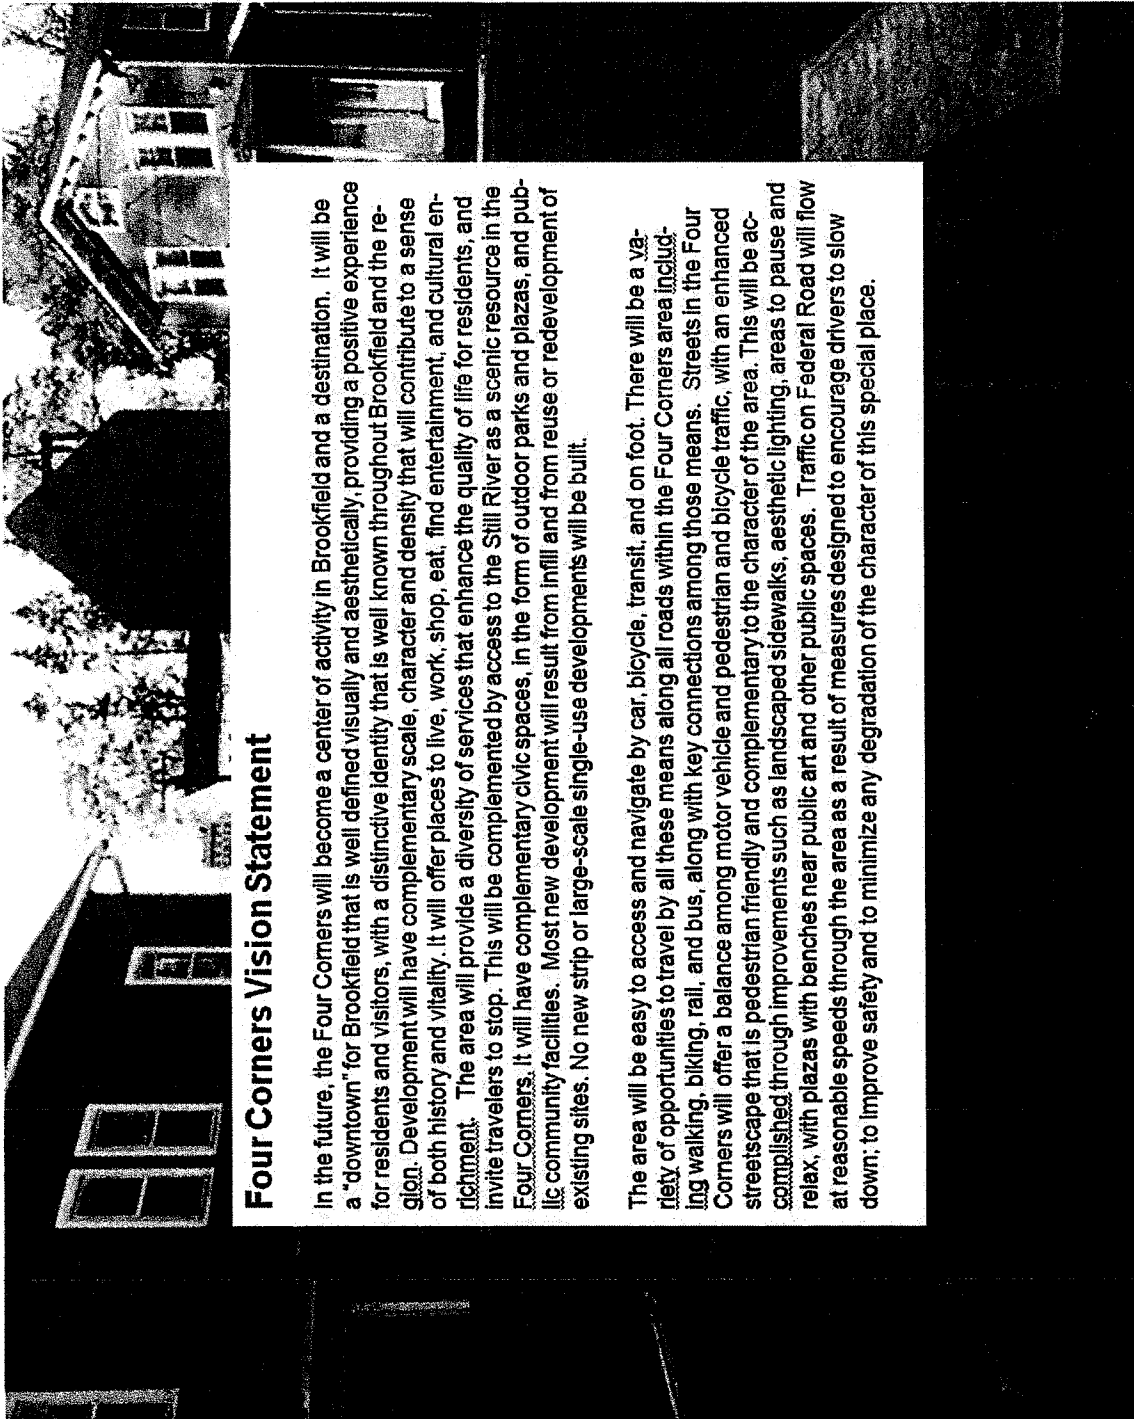 Four Corners Vision Statement
In the future, the Four Corners will become a center of activity in Brookfield and a destination. It will be
a "downtown" for Brookfield that is well defined visually and aesthetically, providing a positive experience
for residents and visitors, with a distinctive identity that is well known throughout Brookfield and the re-
gion. Development will have complementary scale, character and density that will contribute to a sense
of both history and vitality. It will offer places to live, work, shop, eat, find entertainment, and cultural en-
richment. The area will provide a diversity of services that enhance the quality of life for residents, and
invite travelers to stop. This will be complemented by access to the Still River as a scenic resource in the
Four Corners. It will have complementary civic spaces, in the form of outdoor parks and plazas, and pub-
lic community facilities. Most new development will result from infill and from reuse or redevelopment of
existing sites. No new strip or large-scale single-use developments will be built.
The area will be easy to access and navigate by car, bicycle, transit, and on foot. There will be a va-
riety of opportunities to travel by all these means along all roads within the Four Corners area includ-
ing walking, biking, rail, and bus, along with key connections among those means. Streets in the Four
Corners will offer a balance among motor vehicle and pedestrian and bicycle traffic, with an enhanced
streetscape that is pedestrian friendly and complementary to the character of the area. This will be ac-
complished through improvements such as landscaped sidewalks, aesthetic lighting, areas to pause and
relax, with plazas with benches near public art and other public spaces. Traffic on Federal Road will flow
at reasonable speeds through the area as a result of measures designed to encourage drivers to slow
down; to improve safety and to minimize any degradation of the character of this special place.